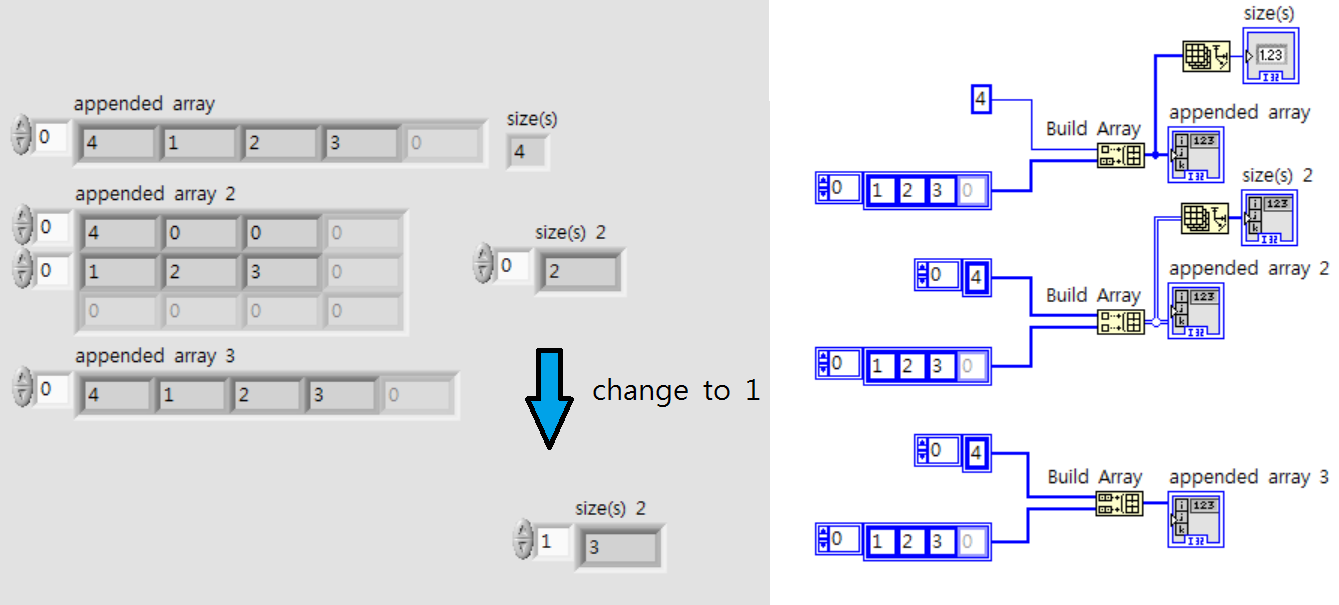 appended array
0 4 1 2 3 0
size(s)
4
appended array 2
0 4 0 0 0
0 1 2 3 0
0 0 0 0
size(s) 2
0 2
appended array 3
0 4 1 2 3 0
change to 1
size(s) 2
1 3
size(s)
1.23
I32
4
Build Array
appended array
i 123
j
k
I32
0 1 2 3 0
size(s) 2
i 123
j
k
I32
0 4
Build Array
appended array 2
i 123
j
k
I32
0 1 2 3 0
0 4
Build Array
appended array 3
i 123
j
k
I32
0 1 2 3 0